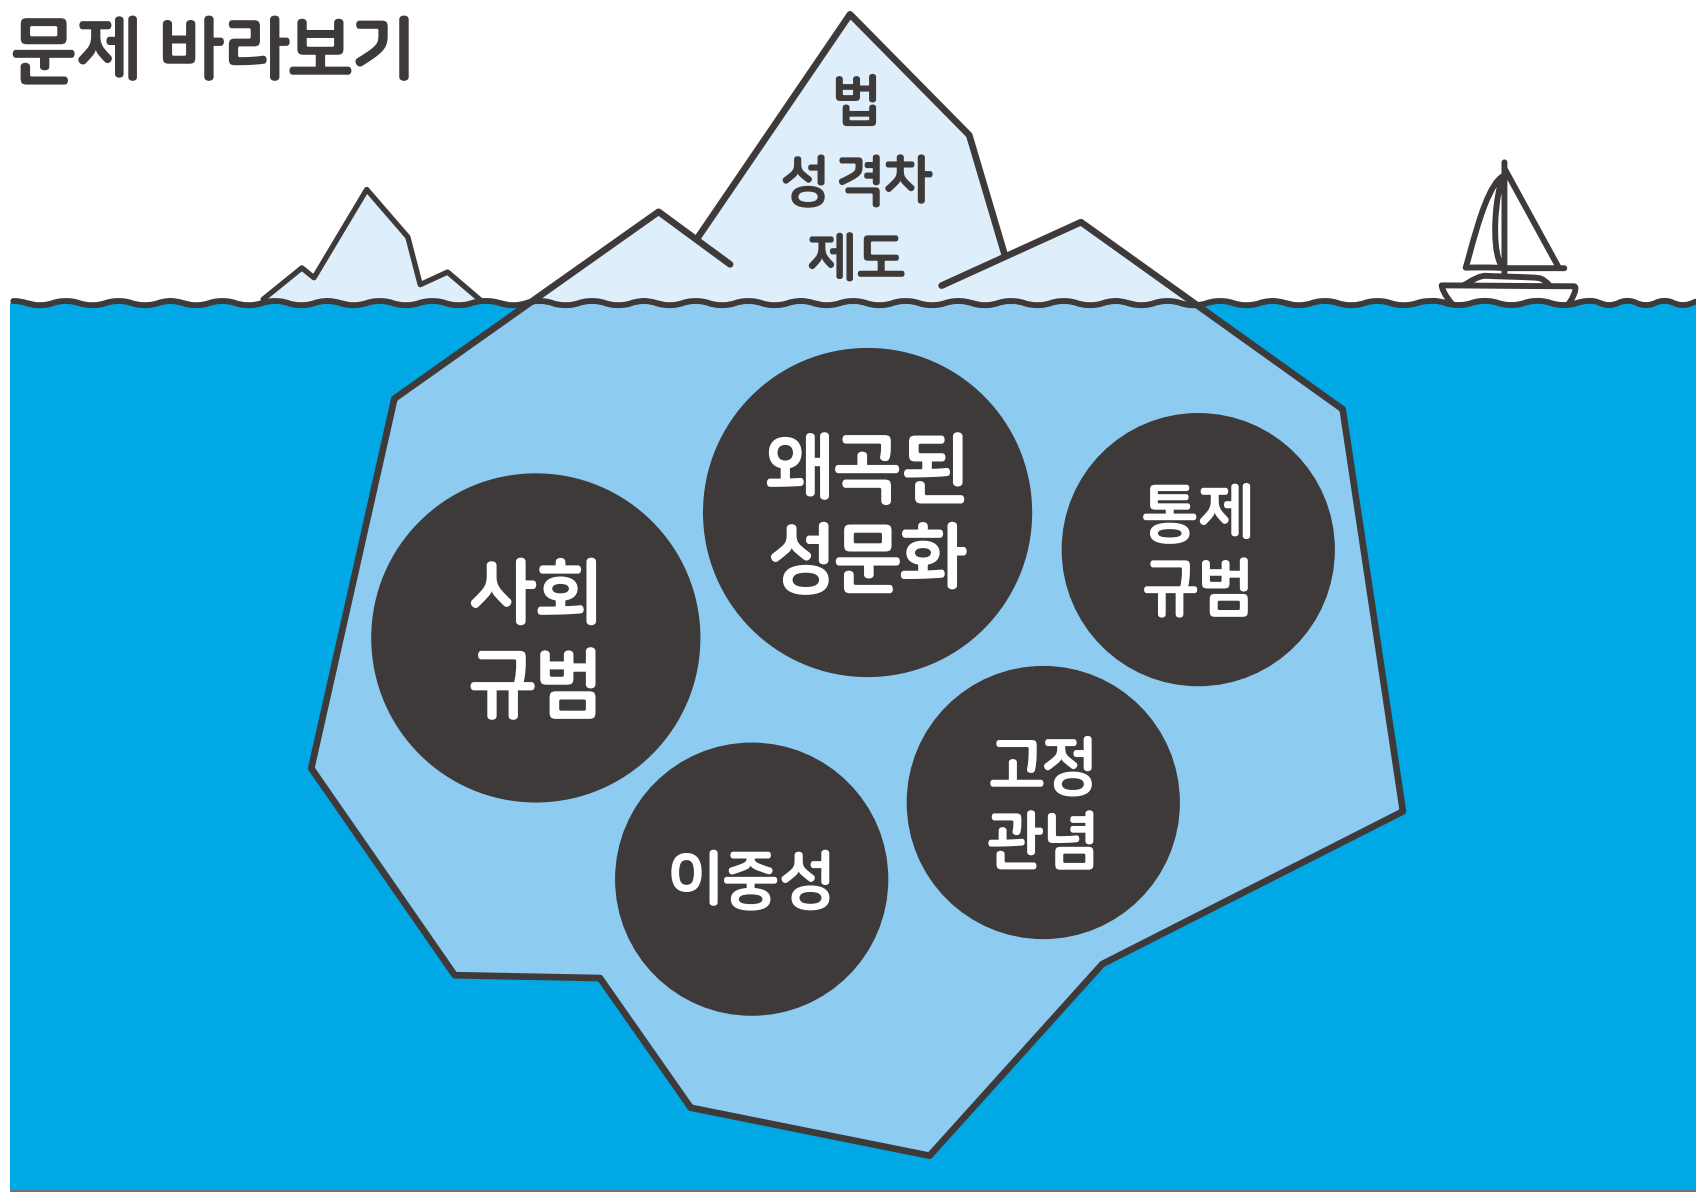 문제 바라보기
법
성 격차
제도
왜곡된
성문화
통제
규범
사회
규범
고정
관념
이중성